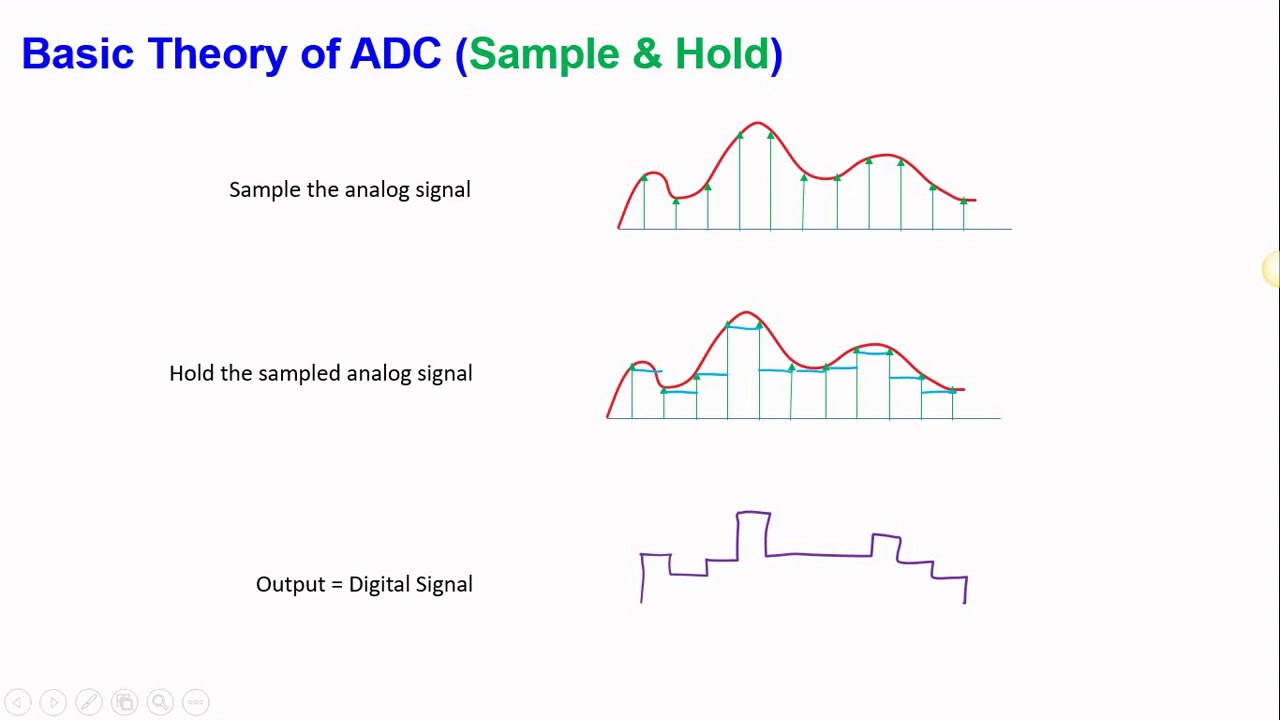 Basic Theory of ADC (Sample & Hold)
Sample the analog signal
Hold the sampled analog signal
Output = Digital Signal